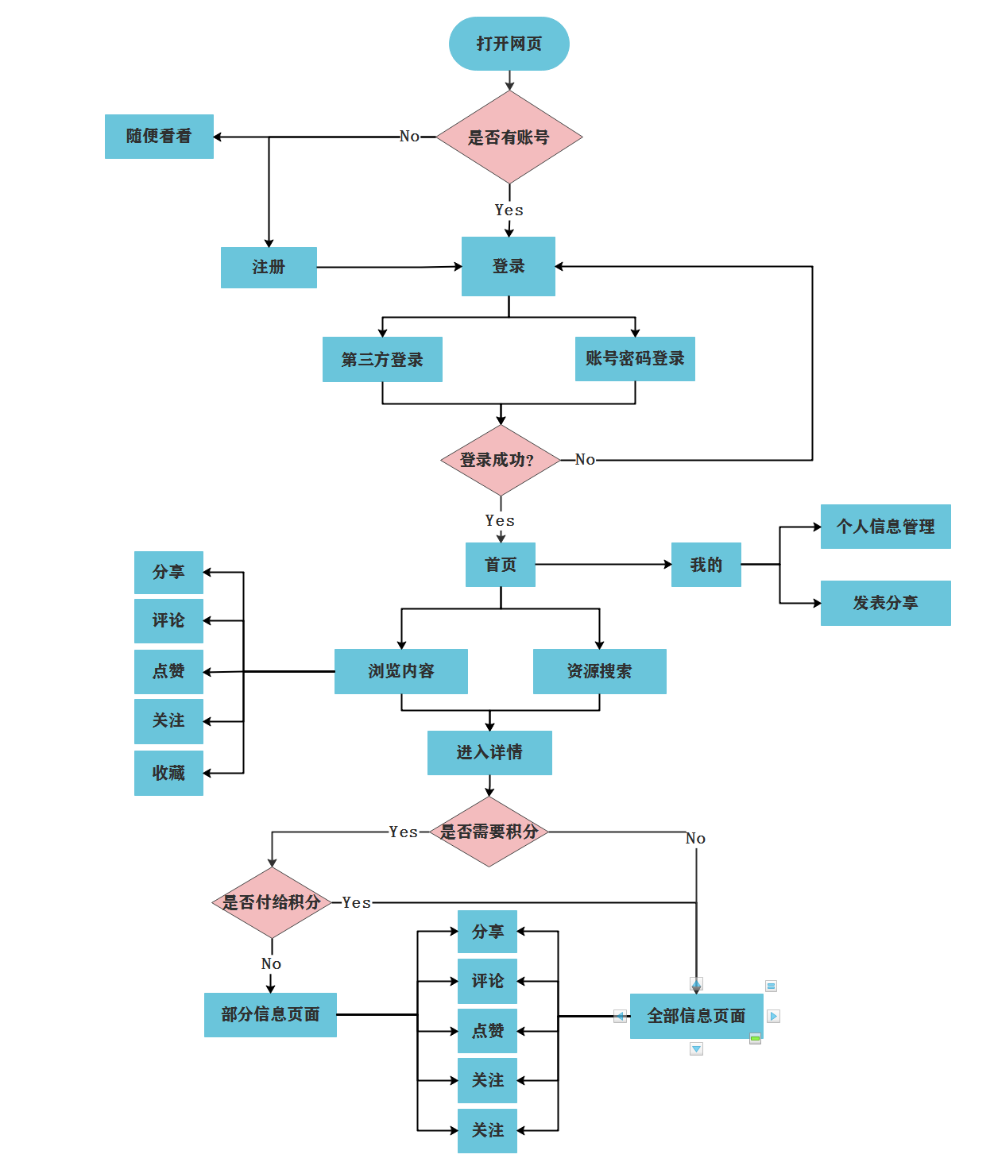 打开网页
是否有账号
No
随便看看
Yes
注册
登录
第三方登录
账号密码登录
登录成功?
No
Yes
首页
我的
个人信息管理
发表分享
分享
评论
点赞
关注
收藏
浏览内容
资源搜索
进入详情
是否需要积分
Yes
No
是否付给积分
Yes
No
部分信息页面
分享
评论
点赞
关注
关注
全部信息页面